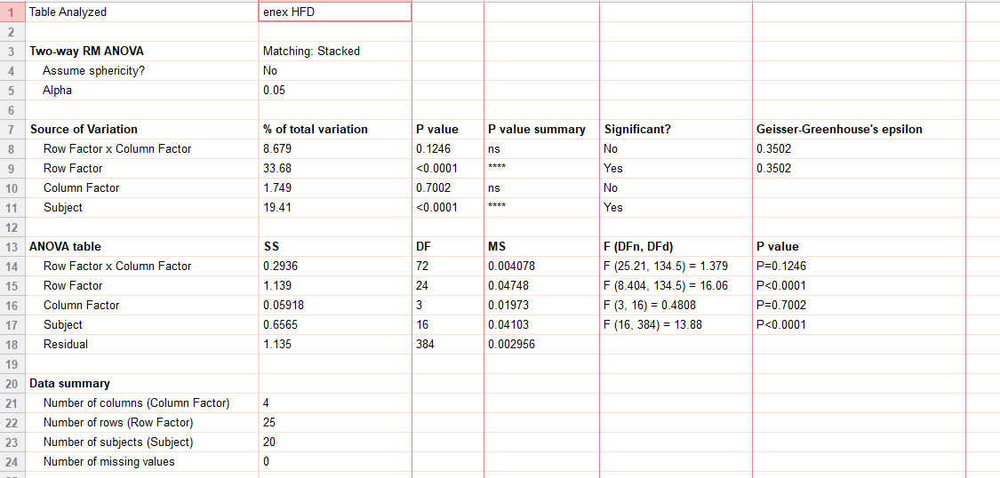 1 Table Analyzed enex HFD
2
3 Two-way RM ANOVA Matching: Stacked
4 Assume sphericity? No
5 Alpha 0.05
6
7 Source of Variation % of total variation P value P value summary Significant? Geisser-Greenhouse's epsilon
8 Row Factor x Column Factor 8.679 0.1246 ns No 0.3502
9 Row Factor 33.68 <0.0001 **** Yes 0.3502
10 Column Factor 1.749 0.7002 ns No
11 Subject 19.41 <0.0001 **** Yes
12
13 ANOVA table SS DF MS F (DFn, DFd) P value
14 Row Factor x Column Factor 0.2936 72 0.004078 F (25.21, 134.5) = 1.379 P=0.1246
15 Row Factor 1.139 24 0.04748 F (8.404, 134.5) = 16.06 P<0.0001
16 Column Factor 0.05918 3 0.01973 F (3, 16) = 0.4808 P=0.7002
17 Subject 0.6565 16 0.04103 F (16, 384) = 13.88 P<0.0001
18 Residual 1.135 384 0.002956
19
20 Data summary
21 Number of columns (Column Factor) 4
22 Number of rows (Row Factor) 25
23 Number of subjects (Subject) 20
24 Number of missing values 0